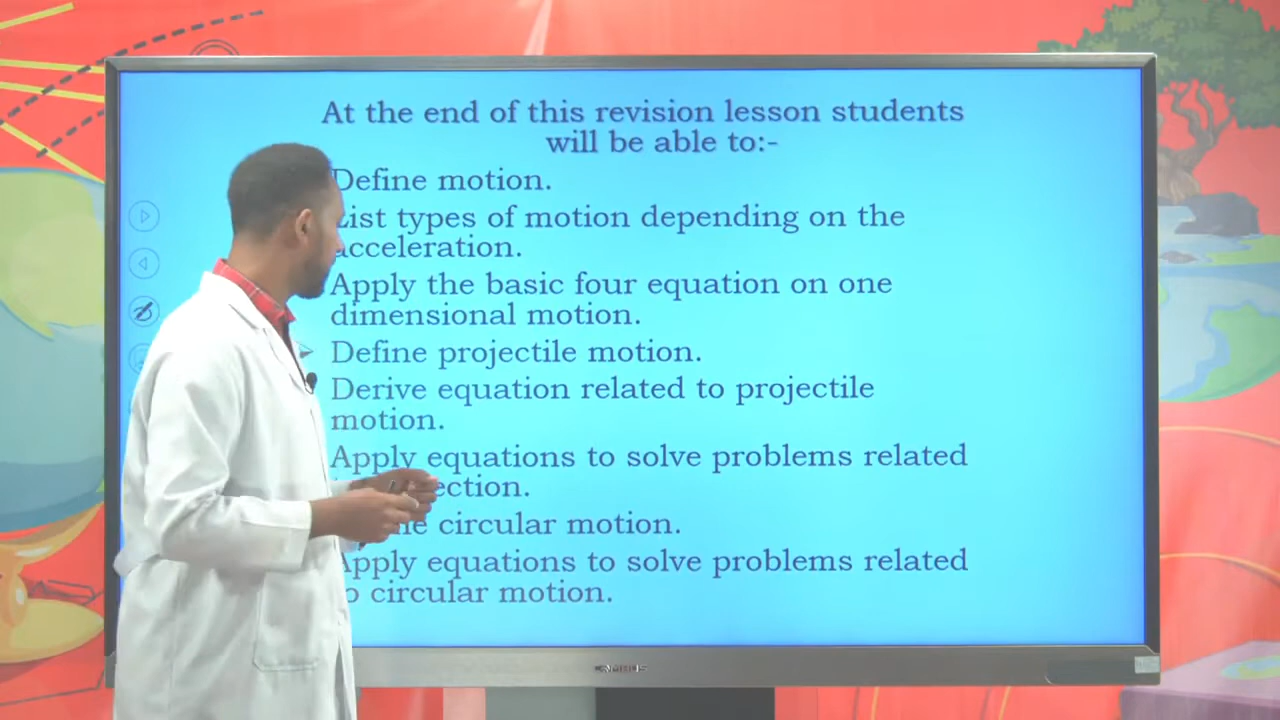 At the end of this revision lesson students
will be able to:-
Define motion.
List types of motion depending on the
acceleration.
Apply the basic four equation on one
dimensional motion.
Define projectile motion.
Derive equation related to projectile
motion.
Apply equations to solve problems related
circular motion.
Apply equations to solve problems related
circular motion.